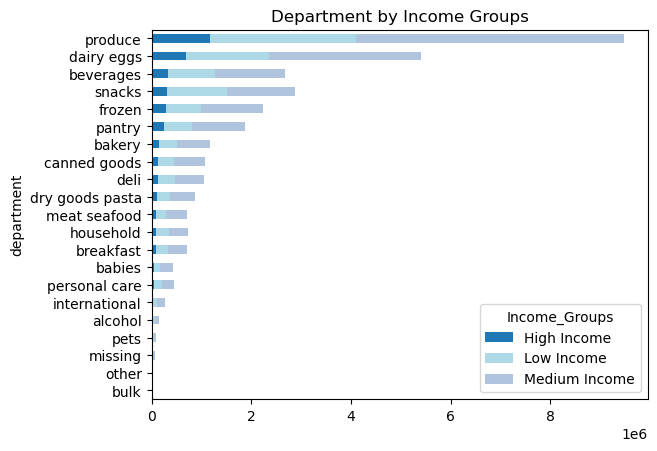 Department by Income Groups
department
produce
dairy eggs
beverages
snacks
frozen
pantry
bakery
canned goods
deli
dry goods pasta
meat seafood
household
breakfast
babies
personal care
international
alcohol
pets
missing
other
bulk
Income_Groups
High Income
Low Income
Medium Income
0 2 4 6 8
1e6